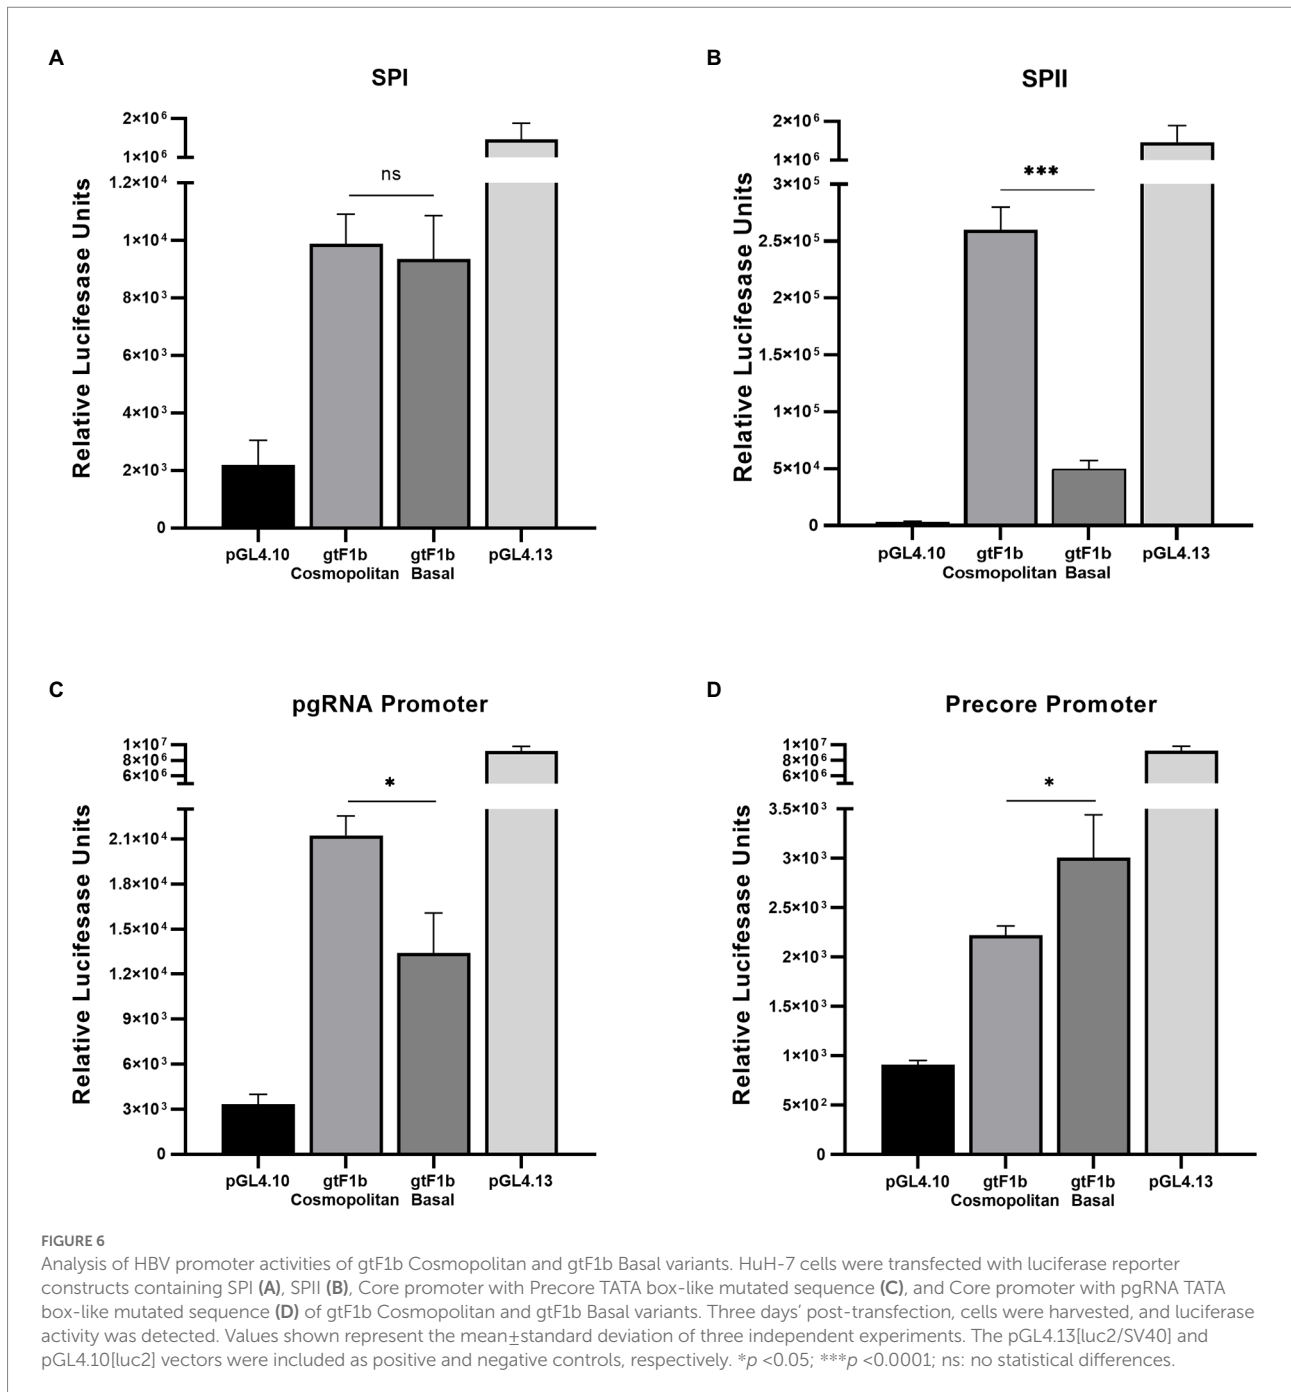 A
SPI
Relative Lucifesase Units
2×10⁶
1×10⁶
1.2×10⁴
1×10⁴
8×10³
6×10³
4×10³
2×10³
0
ns
pGL4.10
gtF1b
Cosmopolitan
gtF1b
Basal
pGL4.13
B
SPII
Relative Lucifesase Units
2×10⁶
1×10⁶
3×10⁵
2.5×10⁵
2×10⁵
1.5×10⁵
1×10⁵
5×10⁴
0
***
pGL4.10
gtF1b
Cosmopolitan
gtF1b
Basal
pGL4.13
C
pgRNA Promoter
Relative Lucifesase Units
1×10⁷
8×10⁶
6×10⁶
2.1×10⁴
1.8×10⁴
1.5×10⁴
1.2×10⁴
9×10³
6×10³
3×10³
0
*
pGL4.10
gtF1b
Cosmopolitan
gtF1b
Basal
pGL4.13
D
Precore Promoter
Relative Lucifesase Units
1×10⁷
8×10⁶
6×10⁶
3.5×10³
3×10³
2.5×10³
2×10³
1.5×10³
1×10³
5×10²
0
*
pGL4.10
gtF1b
Cosmopolitan
gtF1b
Basal
pGL4.13
FIGURE 6
Analysis of HBV promoter activities of gtF1b Cosmopolitan and gtF1b Basal variants. HuH-7 cells were transfected with luciferase reporter
constructs containing SPI (A), SPII (B), Core promoter with Precore TATA box-like mutated sequence (C), and Core promoter with pgRNA TATA
box-like mutated sequence (D) of gtF1b Cosmopolitan and gtF1b Basal variants. Three days’ post-transfection, cells were harvested, and luciferase
activity was detected. Values shown represent the mean±standard deviation of three independent experiments. The pGL4.13[luc2/SV40] and
pGL4.10[luc2] vectors were included as positive and negative controls, respectively. *p <0.05; ***p <0.0001; ns: no statistical differences.